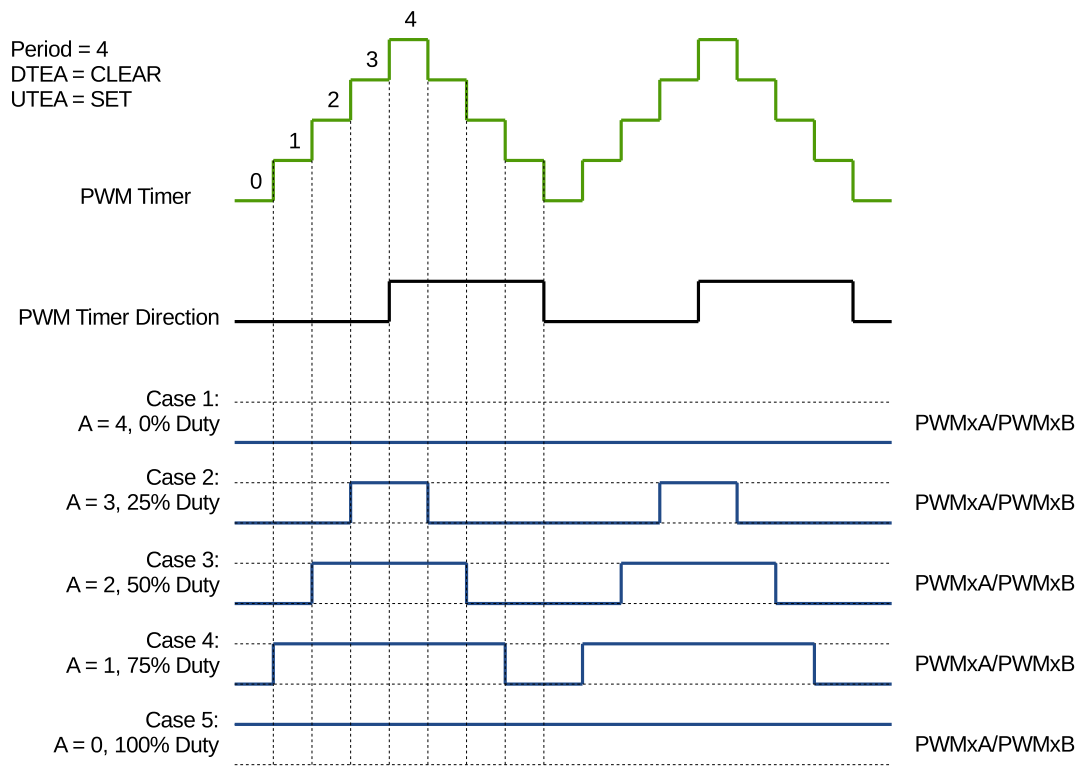 4
Period = 4
DTEA = CLEAR
UTEA = SET
3
2
1
0
PWM Timer
PWM Timer Direction
Case 1:
A = 4, 0% Duty
PWMxA/PWMxB
Case 2:
A = 3, 25% Duty
PWMxA/PWMxB
Case 3:
A = 2, 50% Duty
PWMxA/PWMxB
Case 4:
A = 1, 75% Duty
PWMxA/PWMxB
Case 5:
A = 0, 100% Duty
PWMxA/PWMxB